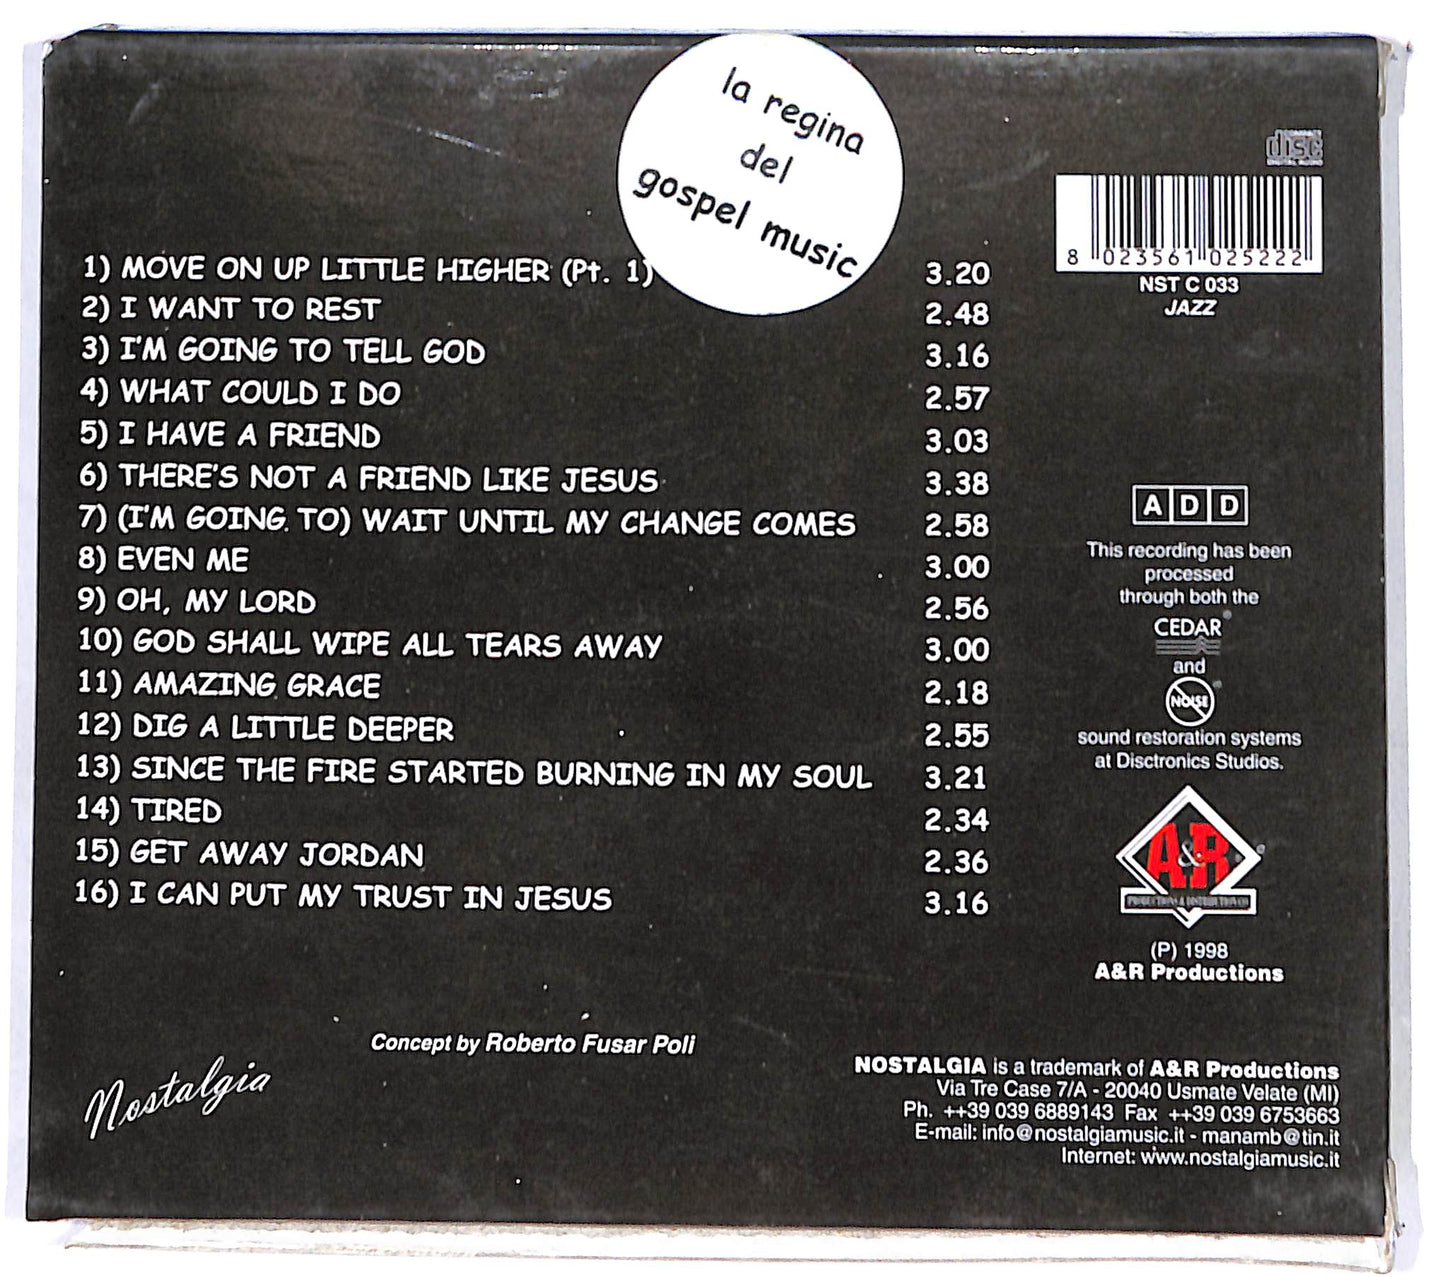 la regina
del
gospel music
disc
8 023561 025222
NST C 033
JAZZ
1) MOVE ON UP LITTLE HIGHER (Pt. 1) 3.20
2) I WANT TO REST 2.48
3) I'M GOING TO TELL GOD 3.16
4) WHAT COULD I DO 2.57
5) I HAVE A FRIEND 3.03
6) THERE'S NOT A FRIEND LIKE JESUS 3.38
7) (I'M GOING TO) WAIT UNTIL MY CHANGE COMES 2.58
8) EVEN ME 3.00
9) OH, MY LORD 2.56
10) GOD SHALL WIPE ALL TEARS AWAY 3.00
11) AMAZING GRACE 2.18
12) DIG A LITTLE DEEPER 2.55
13) SINCE THE FIRE STARTED BURNING IN MY SOUL 3.21
14) TIRED 2.34
15) GET AWAY JORDAN 2.36
16) I CAN PUT MY TRUST IN JESUS 3.16
ADD
This recording has been
processed
through both the
CEDAR
and
NOISE
sound restoration systems
at Disctronics Studios.
A&R
PRODUCTIONS & DISTRIBUTION
(P) 1998
A&R Productions
Concept by Roberto Fusar Poli
Nostalgia
NOSTALGIA is a trademark of A&R Productions
Via Tre Case 7/A - 20040 Usmate Velate (MI)
Ph. ++39 039 6889143 Fax ++39 039 6753663
E-mail: info@nostalgiamusic.it - manamb@tin.it
Internet: www.nostalgiamusic.it